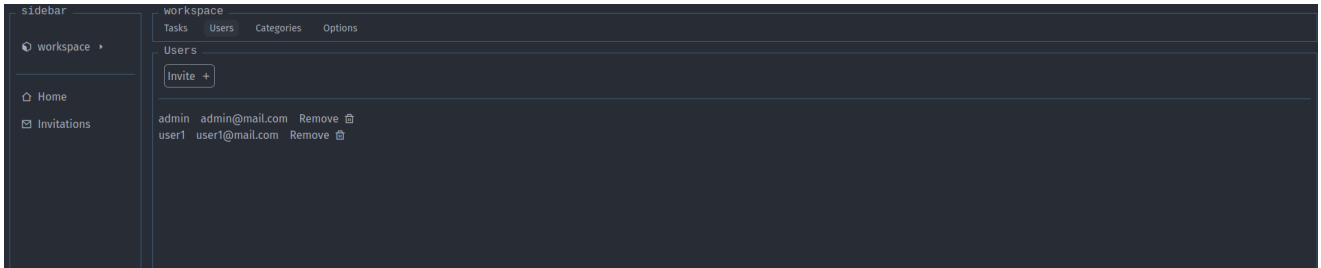 sidebar
workspace
Home
Invitations
workspace
Tasks Users Categories Options
Users
Invite +
admin admin@mail.com Remove
user1 user1@mail.com Remove